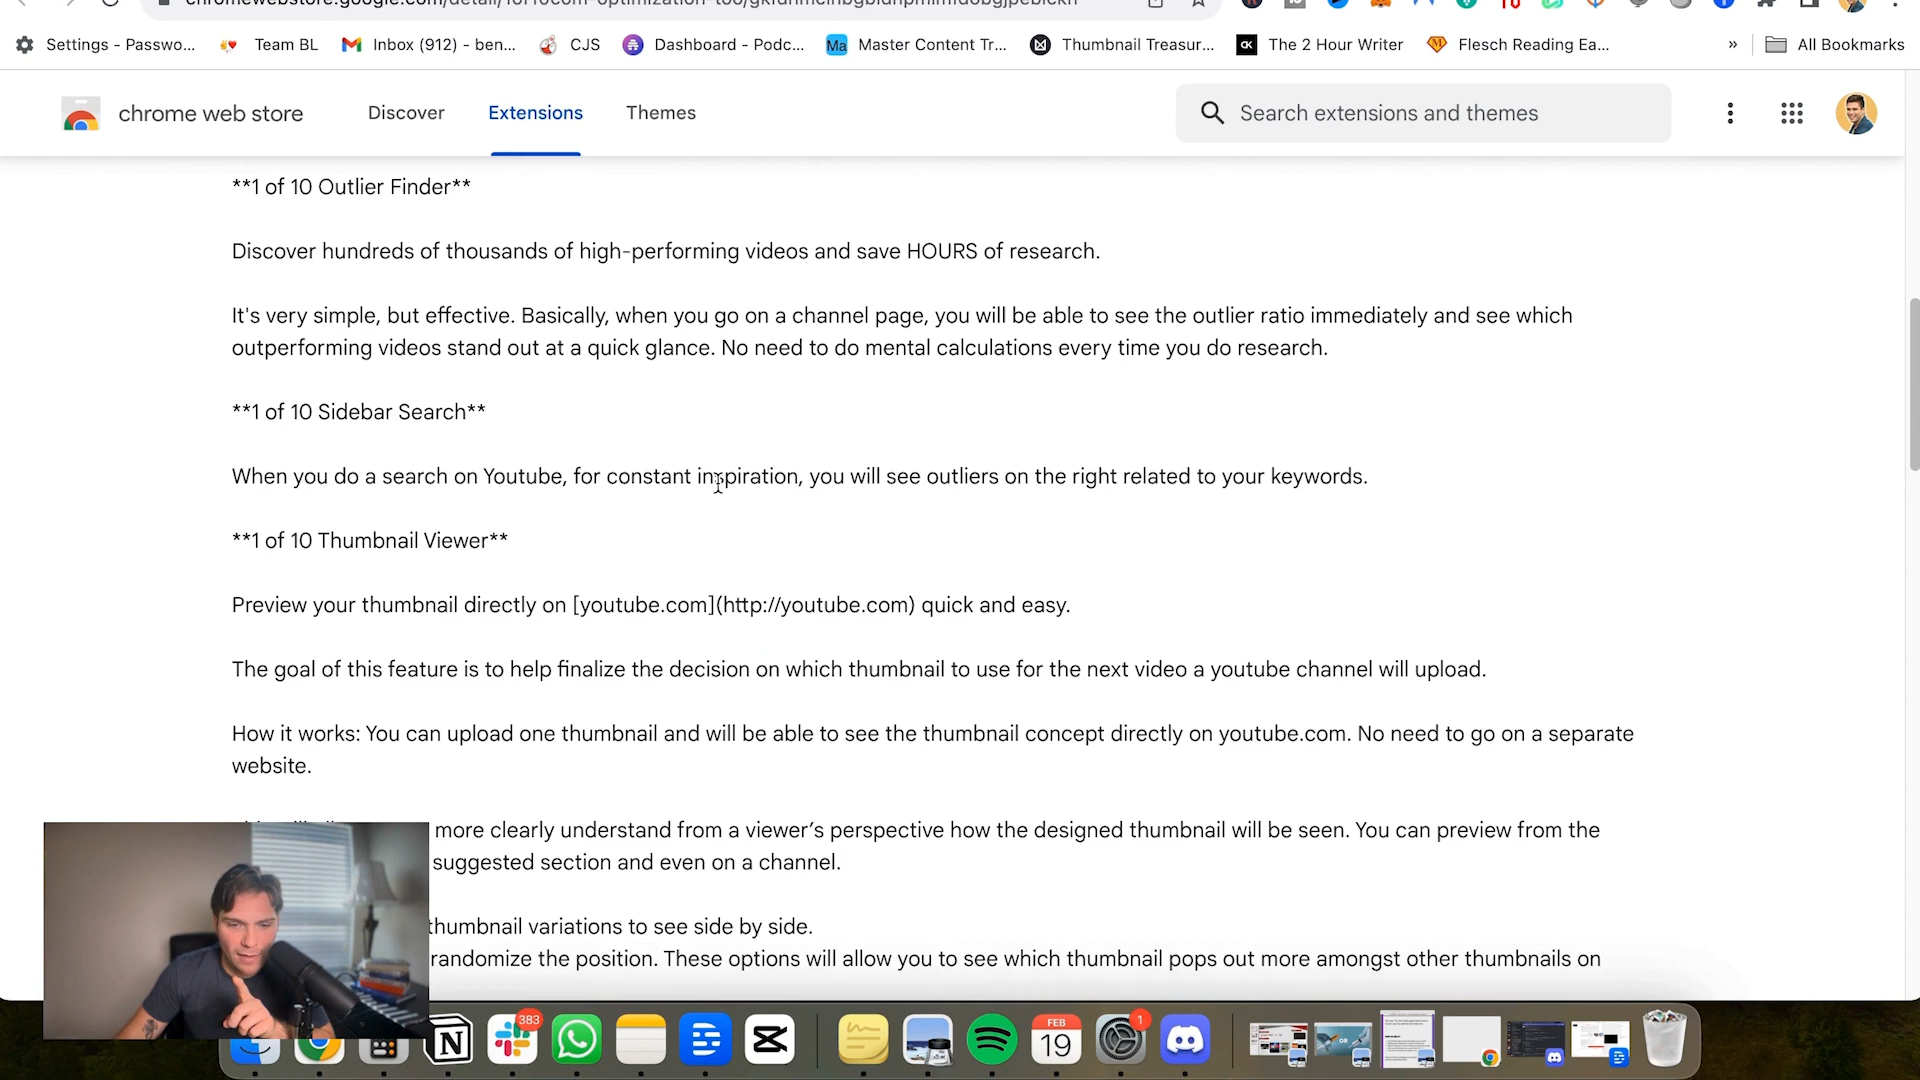 Settings - Passwo...
Team BL
Inbox (912) - ben...
CJS
Dashboard - Podc...
Ma
Master Content Tr...
Thumbnail Treasur...
CK
The 2 Hour Writer
Flesch Reading Ea...
»
All Bookmarks
chrome web store
Discover
Extensions
Themes
Search extensions and themes
**1 of 10 Outlier Finder**
Discover hundreds of thousands of high-performing videos and save HOURS of research.
It's very simple, but effective. Basically, when you go on a channel page, you will be able to see the outlier ratio immediately and see which
outperforming videos stand out at a quick glance. No need to do mental calculations every time you do research.
**1 of 10 Sidebar Search**
When you do a search on Youtube, for constant inspiration, you will see outliers on the right related to your keywords.
**1 of 10 Thumbnail Viewer**
Preview your thumbnail directly on [youtube.com](http://youtube.com) quick and easy.
The goal of this feature is to help finalize the decision on which thumbnail to use for the next video a youtube channel will upload.
How it works: You can upload one thumbnail and will be able to see the thumbnail concept directly on youtube.com. No need to go on a separate
website.
more clearly understand from a viewer's perspective how the designed thumbnail will be seen. You can preview from the
suggested section and even on a channel.
thumbnail variations to see side by side.
randomize the position. These options will allow you to see which thumbnail pops out more amongst other thumbnails on
383
FEB
19
1
OR